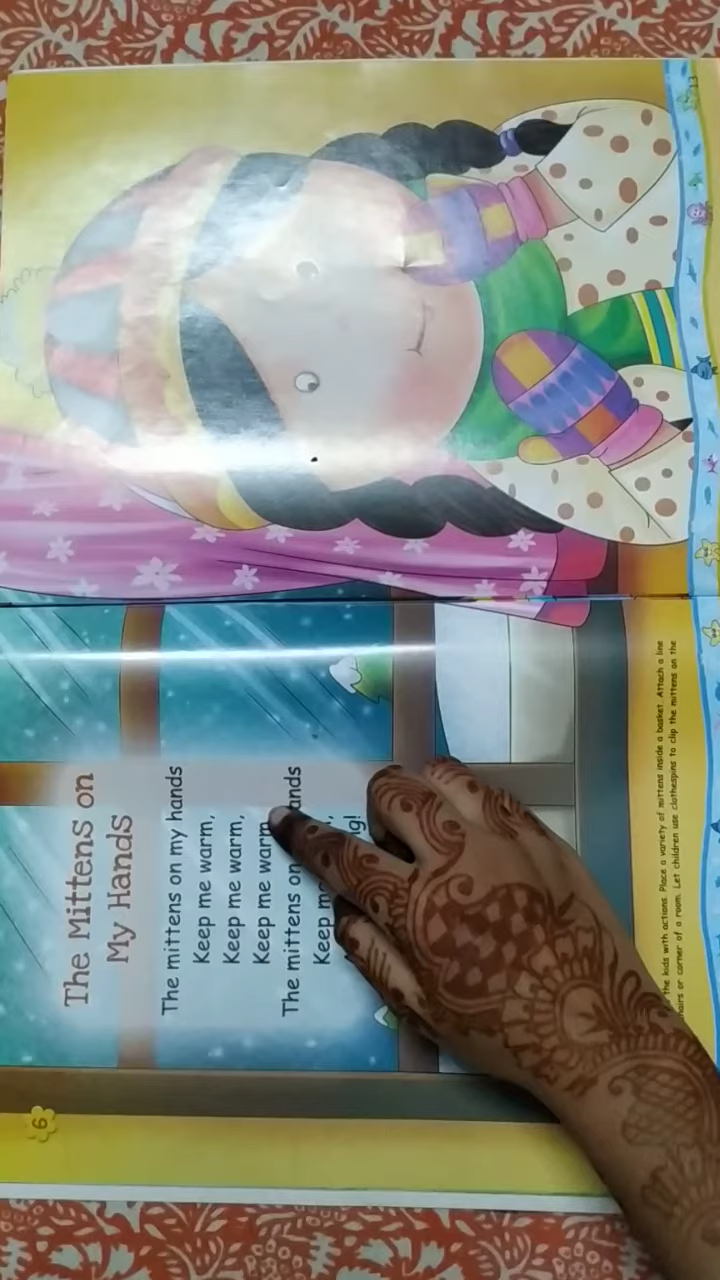 The Mittens on
My Hands
The mittens on my hands
Keep me warm,
Keep me warm,
Keep me warm
The mittens on
Keep
the kids with actions. Place a variety of mittens inside a basket. Attach a line
or corner of a room. Let children use clothespins to clip the mittens on the
13